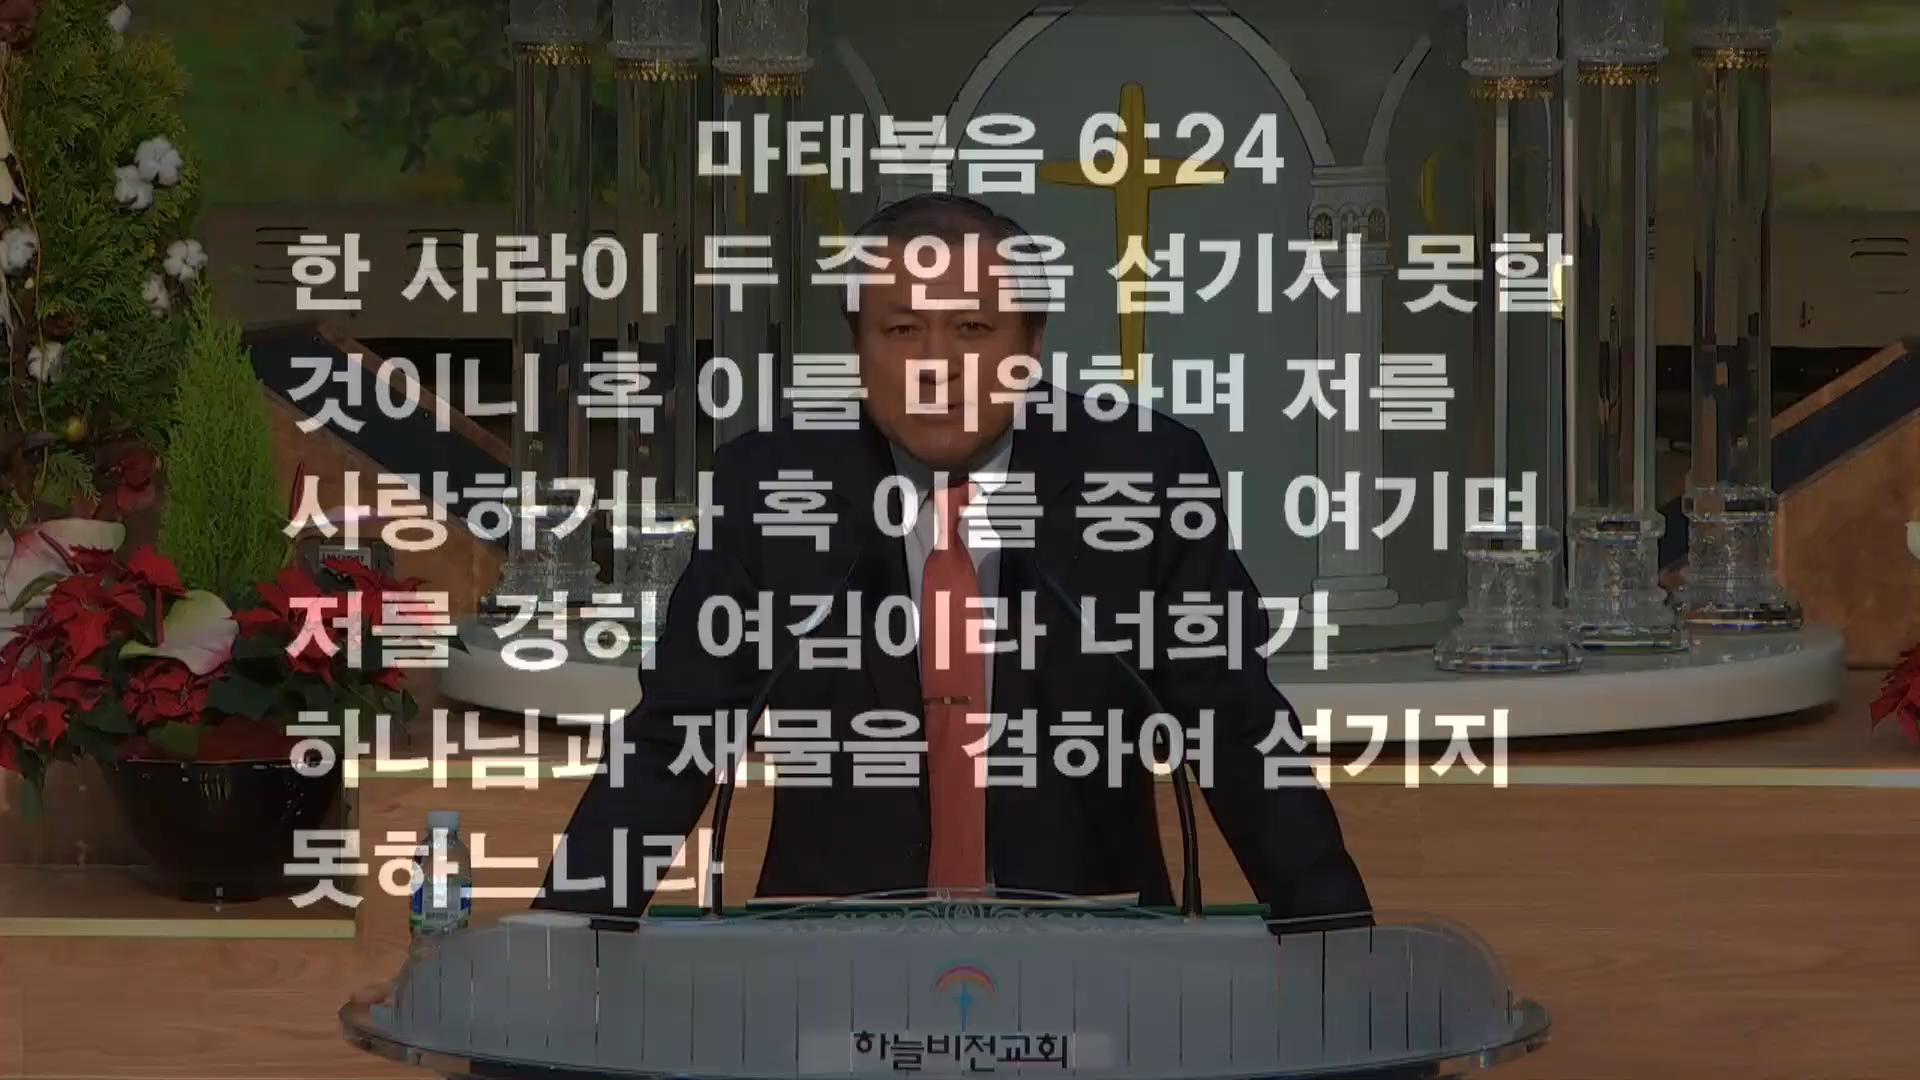 마태복음 6:24
한 사람이 두 주인을 섬기지 못할
것이니 혹 이를 미워하며 저를
사랑하거나 혹 이를 중히 여기며
저를 경히 여김이라 너희가
하나님과 재물을 겸하여 섬기지
못하느니라
하늘비전교회